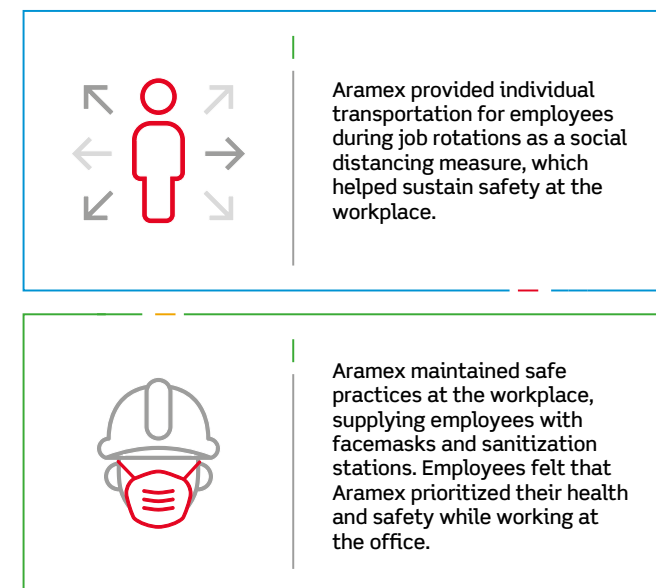 Aramex provided individual
transportation for employees
during job rotations as a social
distancing measure, which
helped sustain safety at the
workplace.
Aramex maintained safe
practices at the workplace,
supplying employees with
facemasks and sanitization
stations. Employees felt that
Aramex prioritized their health
and safety while working at
the office.